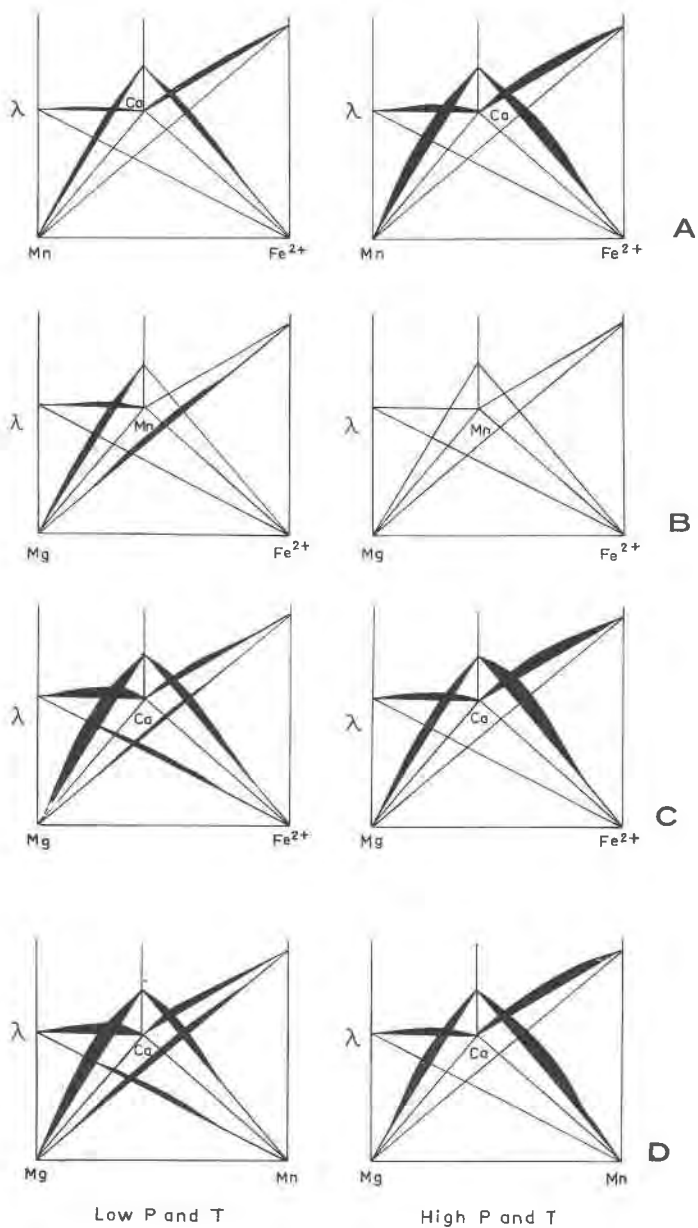 λ Ca Ca
Mn Fe²⁺ Mn Fe²⁺ A
λ Mn λ Mn
Mg Fe²⁺ Mg Fe²⁺ B
λ Ca λ Ca
Mg Fe²⁺ Mg Fe²⁺ C
λ Ca λ Ca
Mg Mn Mg Mn D
Low P and T High P and T